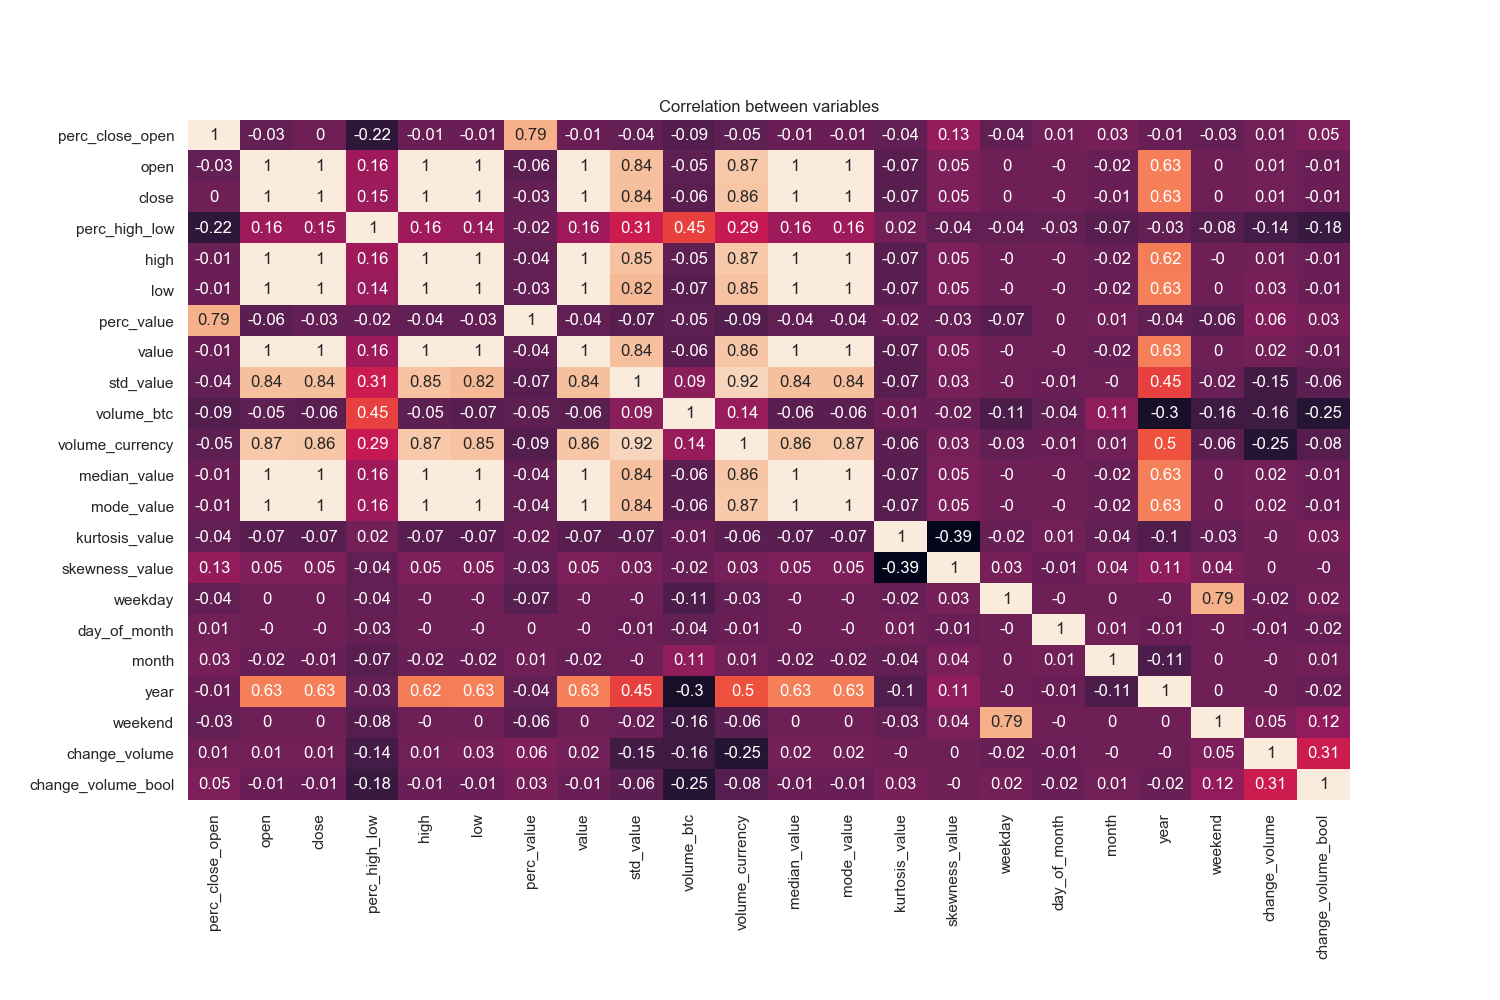 Correlation between variables
perc_close_open 1 -0.03 0 -0.22 -0.01 -0.01 0.79 -0.01 -0.04 -0.09 -0.05 -0.01 -0.01 -0.04 0.13 -0.04 0.01 0.03 -0.01 -0.03 0.01 0.05
open -0.03 1 1 0.16 1 1 -0.06 1 0.84 -0.05 0.87 1 1 -0.07 0.05 0 -0 -0.02 0.63 0 0.01 -0.01
close 0 1 1 0.15 1 1 -0.03 1 0.84 -0.06 0.86 1 1 -0.07 0.05 0 -0 -0.01 0.63 0 0.01 -0.01
perc_high_low -0.22 0.16 0.15 1 0.16 0.14 -0.02 0.16 0.31 0.45 0.29 0.16 0.16 0.02 -0.04 -0.04 -0.03 -0.07 -0.03 -0.08 -0.14 -0.18
high -0.01 1 1 0.16 1 1 -0.04 1 0.85 -0.05 0.87 1 1 -0.07 0.05 -0 -0 -0.02 0.62 -0 0.01 -0.01
low -0.01 1 1 0.14 1 1 -0.03 1 0.82 -0.07 0.85 1 1 -0.07 0.05 -0 -0 -0.02 0.63 0 0.03 -0.01
perc_value 0.79 -0.06 -0.03 -0.02 -0.04 -0.03 1 -0.04 -0.07 -0.05 -0.09 -0.04 -0.04 -0.02 -0.03 -0.07 0 0.01 -0.04 -0.06 0.06 0.03
value -0.01 1 1 0.16 1 1 -0.04 1 0.84 -0.06 0.86 1 1 -0.07 0.05 -0 -0 -0.02 0.63 0 0.02 -0.01
std_value -0.04 0.84 0.84 0.31 0.85 0.82 -0.07 0.84 1 0.09 0.92 0.84 0.84 -0.07 0.03 -0 -0.01 -0 0.45 -0.02 -0.15 -0.06
volume_btc -0.09 -0.05 -0.06 0.45 -0.05 -0.07 -0.05 -0.06 0.09 1 0.14 -0.06 -0.06 -0.01 -0.02 -0.11 -0.04 0.11 -0.3 -0.16 -0.16 -0.25
volume_currency -0.05 0.87 0.86 0.29 0.87 0.85 -0.09 0.86 0.92 0.14 1 0.86 0.87 -0.06 0.03 -0.03 -0.01 0.01 0.5 -0.06 -0.25 -0.08
median_value -0.01 1 1 0.16 1 1 -0.04 1 0.84 -0.06 0.86 1 1 -0.07 0.05 -0 -0 -0.02 0.63 0 0.02 -0.01
mode_value -0.01 1 1 0.16 1 1 -0.04 1 0.84 -0.06 0.87 1 1 -0.07 0.05 -0 -0 -0.02 0.63 0 0.02 -0.01
kurtosis_value -0.04 -0.07 -0.07 0.02 -0.07 -0.07 -0.02 -0.07 -0.07 -0.01 -0.06 -0.07 -0.07 1 -0.39 -0.02 0.01 -0.04 -0.1 -0.03 -0 0.03
skewness_value 0.13 0.05 0.05 -0.04 0.05 0.05 -0.03 0.05 0.03 -0.02 0.03 0.05 0.05 -0.39 1 0.03 -0.01 0.04 0.11 0.04 0 -0
weekday -0.04 0 0 -0.04 -0 -0 -0.07 -0 -0 -0.11 -0.03 -0 -0 -0.02 0.03 1 -0 0 -0 0.79 -0.02 0.02
day_of_month 0.01 -0 -0 -0.03 -0 -0 0 -0 -0.01 -0.04 -0.01 -0 -0 0.01 -0.01 -0 1 0.01 -0.01 -0 -0.01 -0.02
month 0.03 -0.02 -0.01 -0.07 -0.02 -0.02 0.01 -0.02 -0 0.11 0.01 -0.02 -0.02 -0.04 0.04 0 0.01 1 -0.11 0 -0 0.01
year -0.01 0.63 0.63 -0.03 0.62 0.63 -0.04 0.63 0.45 -0.3 0.5 0.63 0.63 -0.1 0.11 -0 -0.01 -0.11 1 0 -0 -0.02
weekend -0.03 0 0 -0.08 -0 0 -0.06 0 -0.02 -0.16 -0.06 0 0 -0.03 0.04 0.79 -0 0 0 1 0.05 0.12
change_volume 0.01 0.01 0.01 -0.14 0.01 0.03 0.06 0.02 -0.15 -0.16 -0.25 0.02 0.02 -0 0 -0.02 -0.01 -0 -0 0.05 1 0.31
change_volume_bool 0.05 -0.01 -0.01 -0.18 -0.01 -0.01 0.03 -0.01 -0.06 -0.25 -0.08 -0.01 -0.01 0.03 -0 0.02 -0.02 0.01 -0.02 0.12 0.31 1
perc_close_open
open
close
perc_high_low
high
low
perc_value
value
std_value
volume_btc
volume_currency
median_value
mode_value
kurtosis_value
skewness_value
weekday
day_of_month
month
year
weekend
change_volume
change_volume_bool